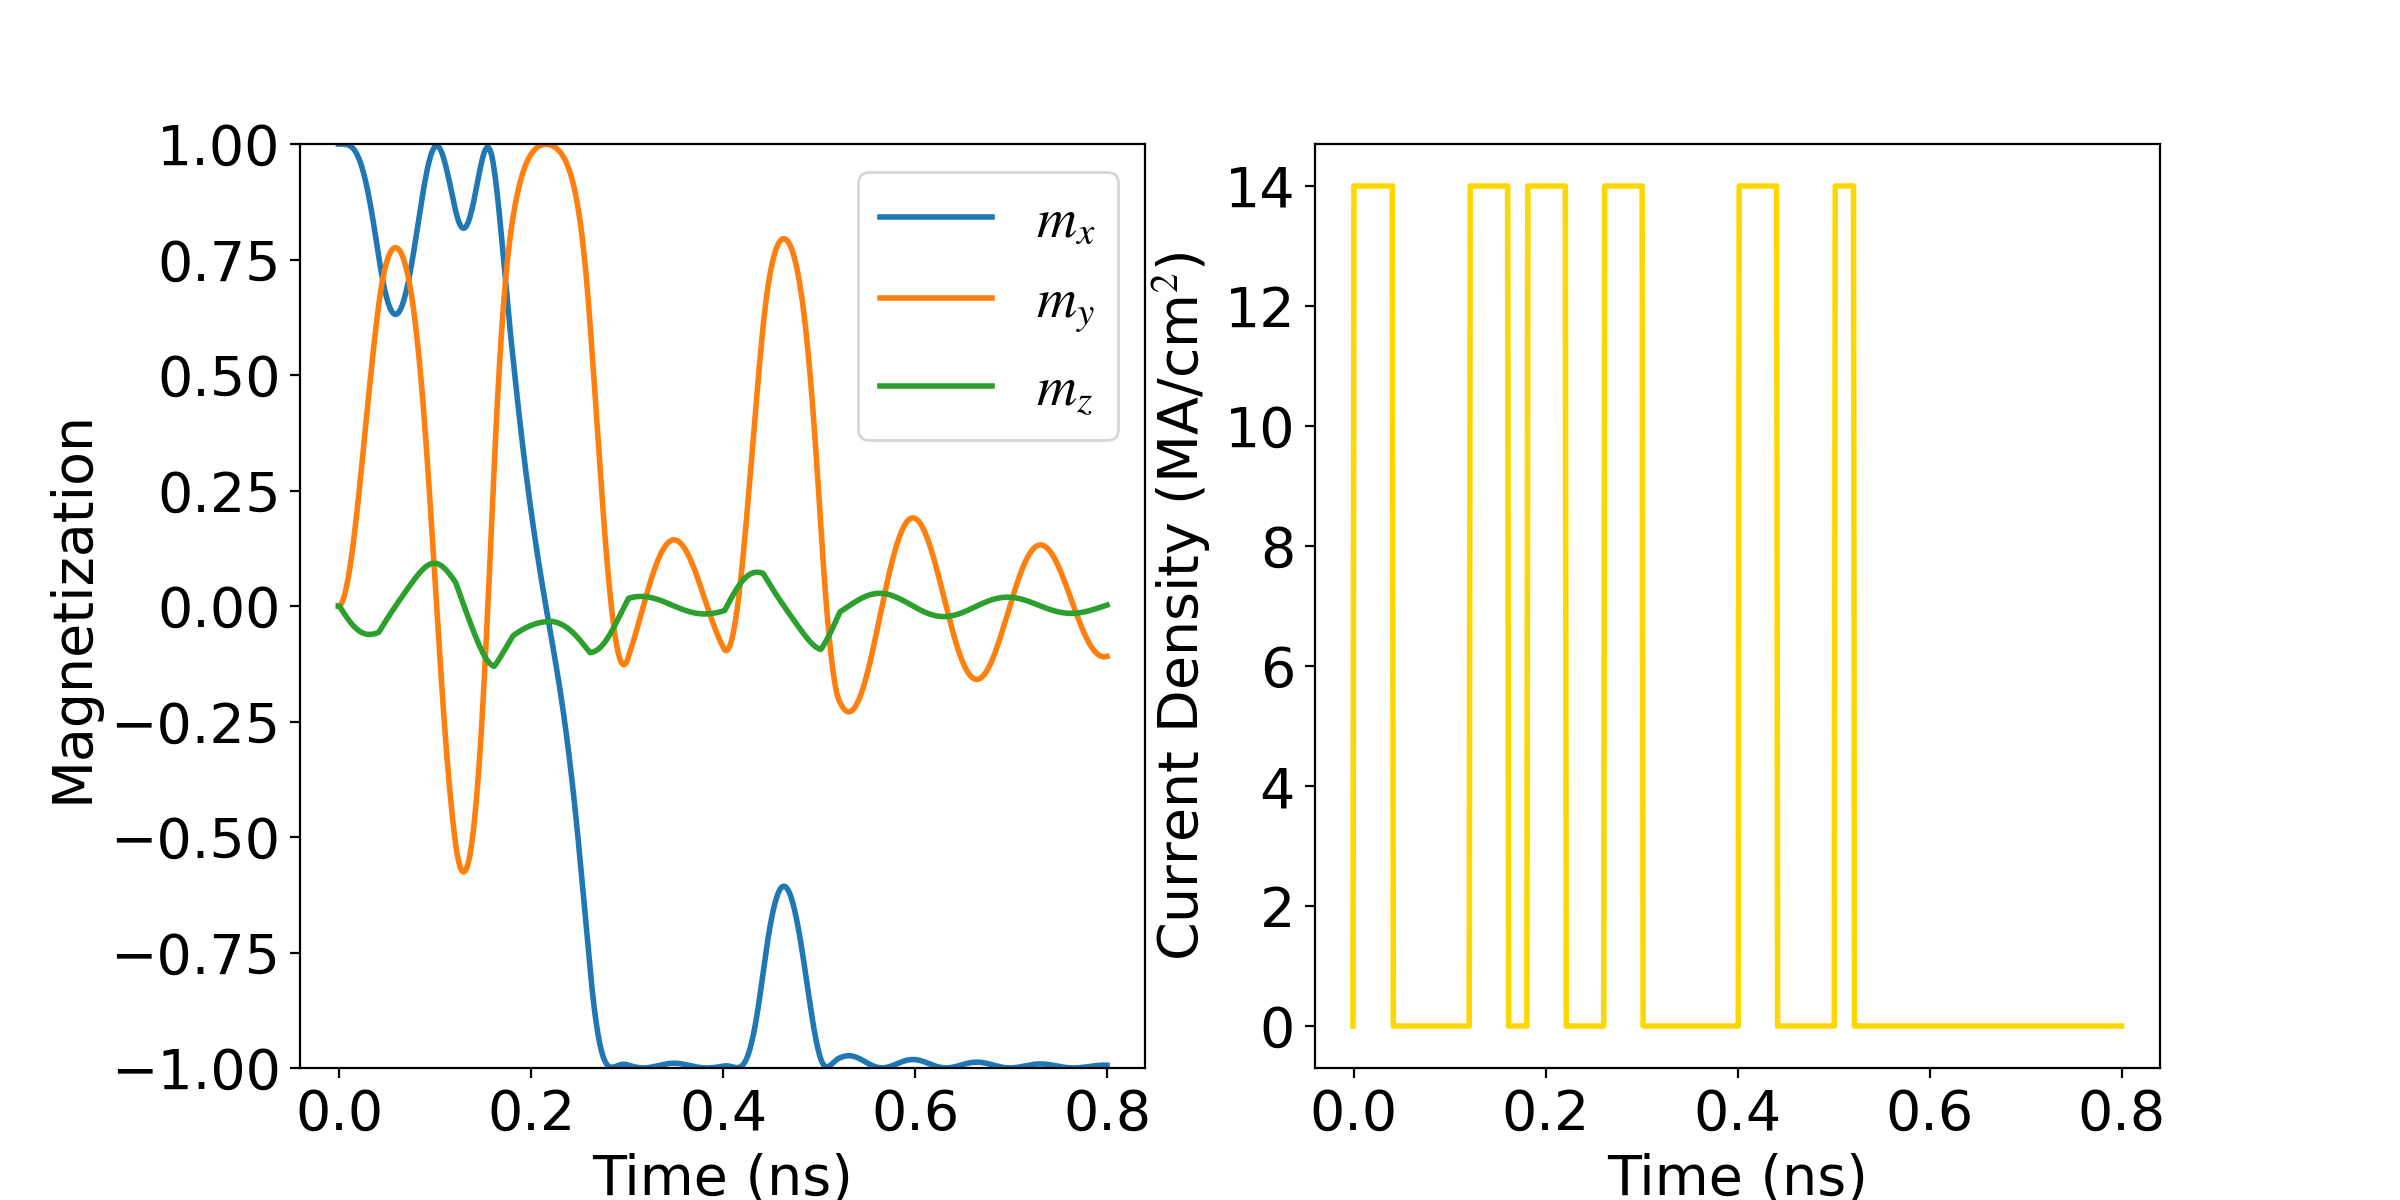 1.00
0.75
0.50
0.25
0.00
−0.25
−0.50
−0.75
−1.00
Magnetization
0.0 0.2 0.4 0.6 0.8
Time (ns)
m_x
m_y
m_z
14
12
10
8
6
4
2
0
Current Density (MA/cm²)
0.0 0.2 0.4 0.6 0.8
Time (ns)